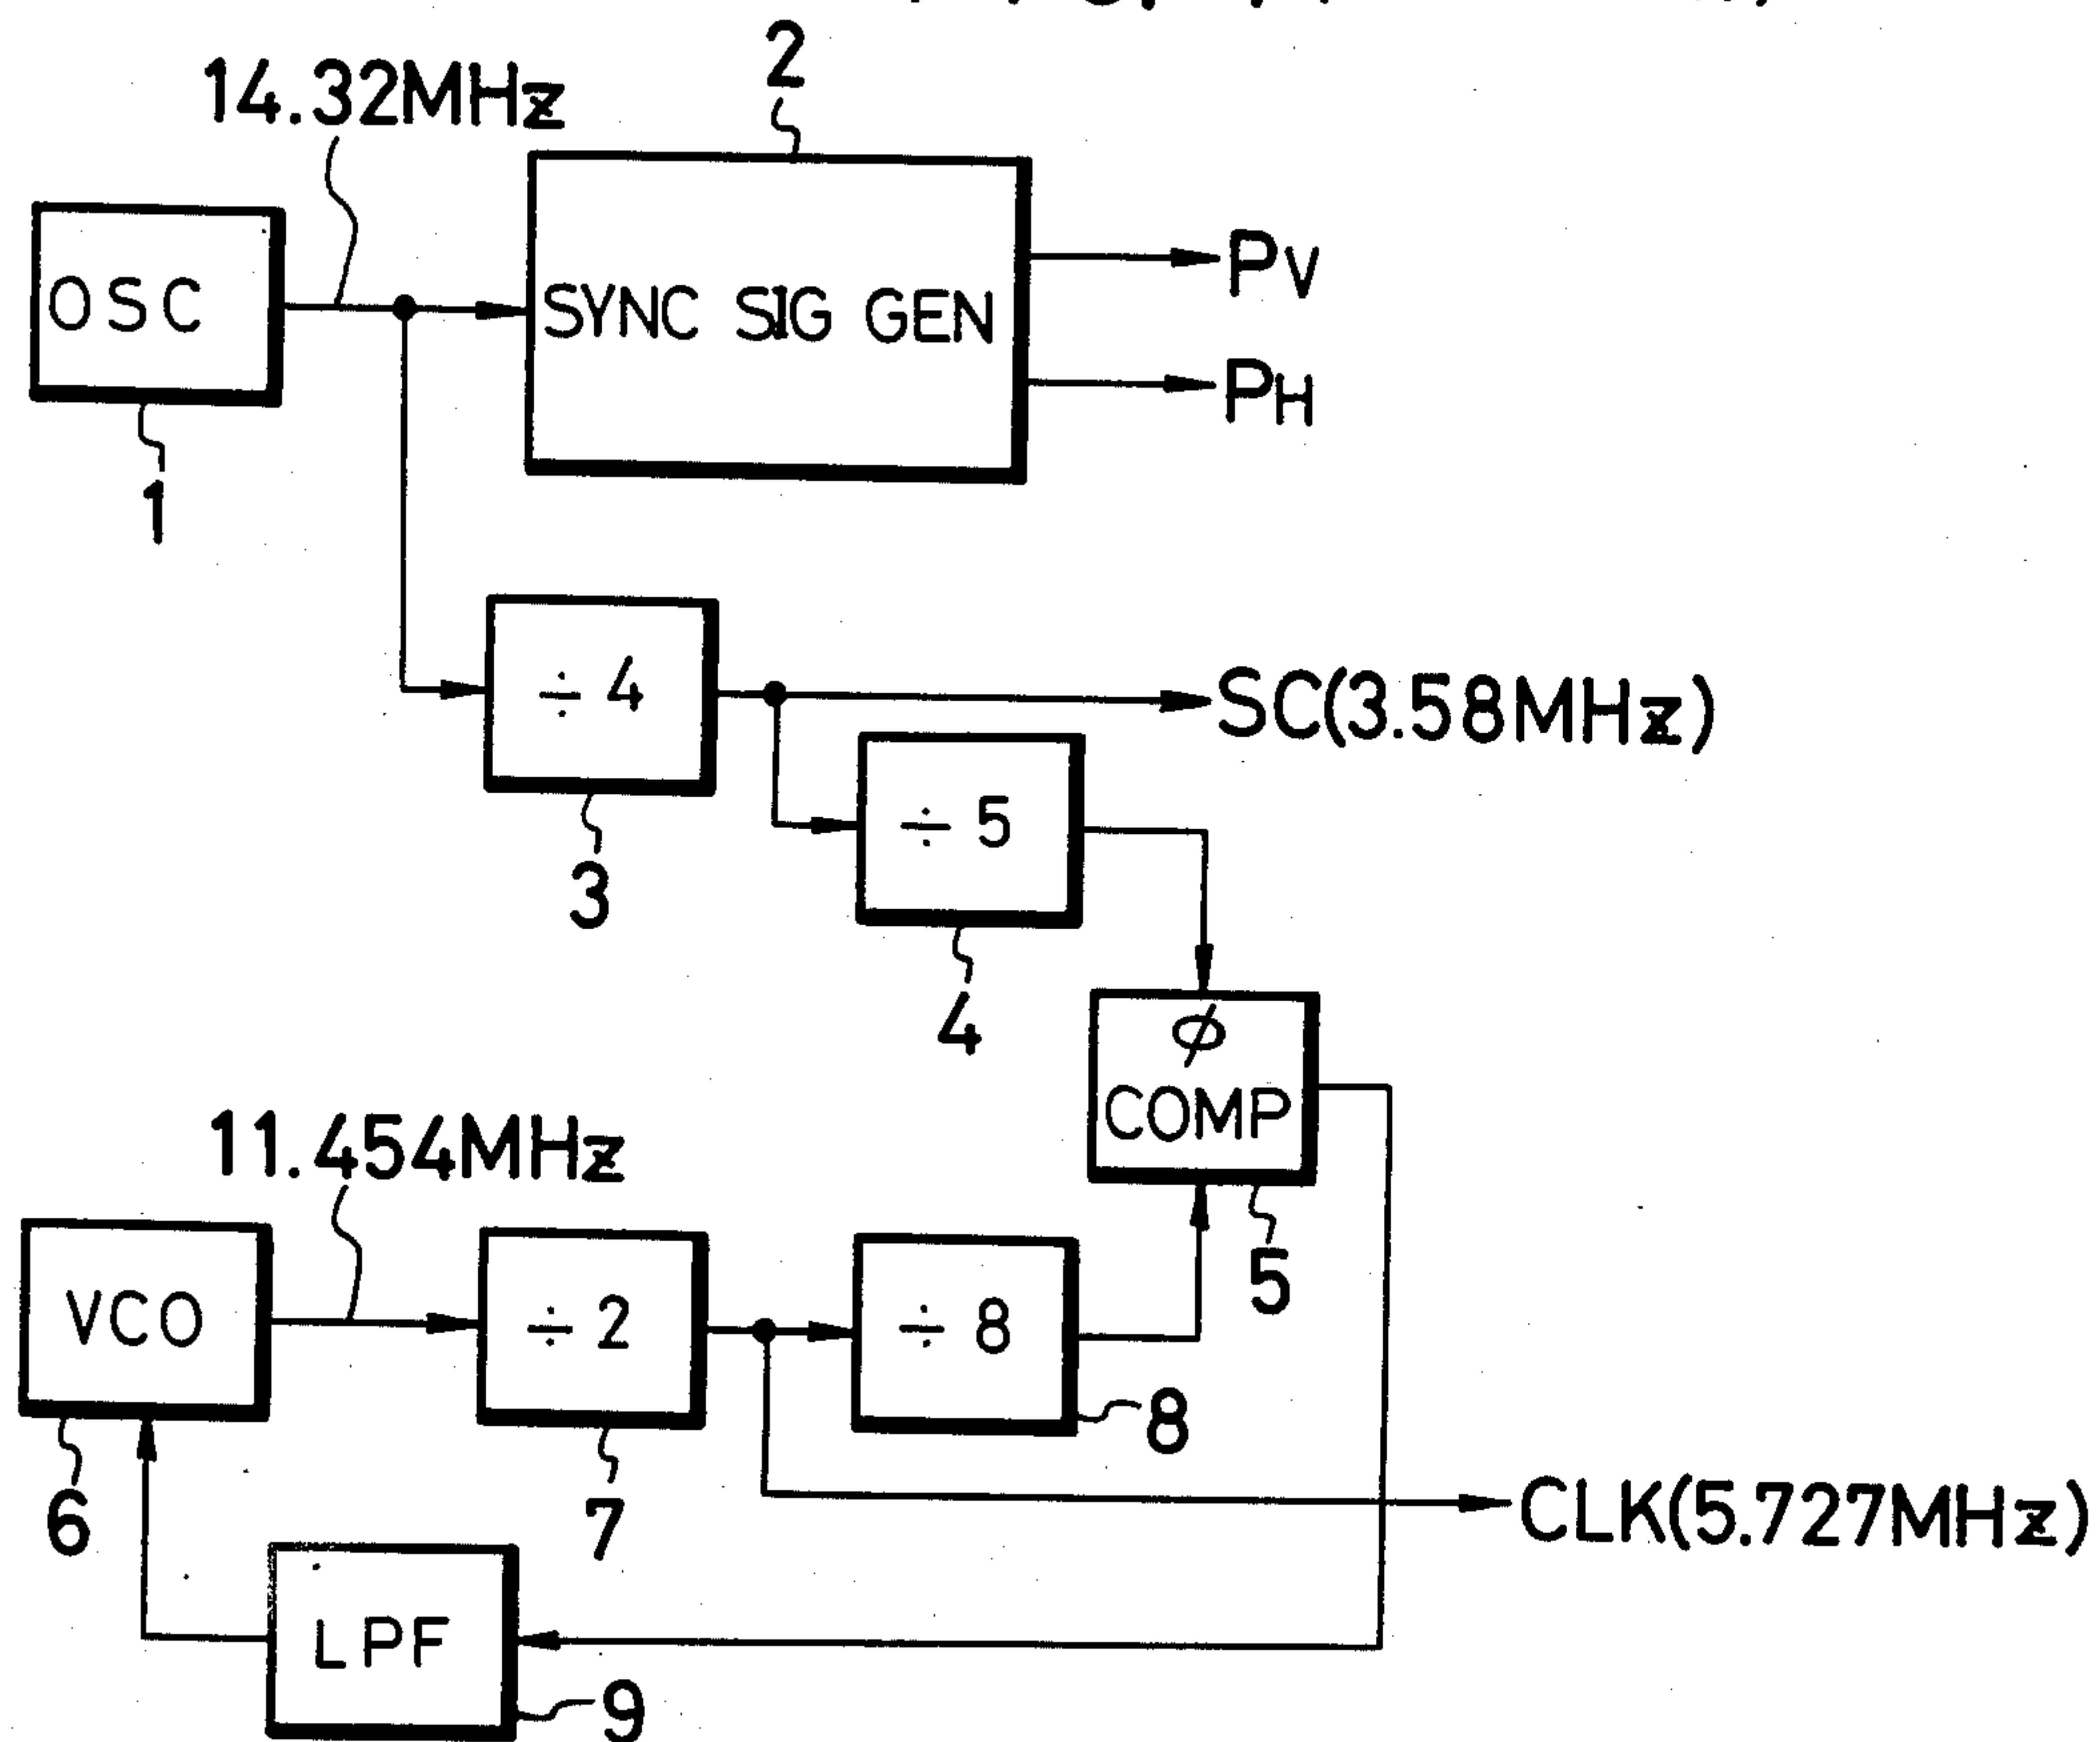 2
14.32MHz
OSC
SYNC SIG GEN
PV
PH
1
÷ 4
SC(3.58MHz)
3
÷ 5
4
φ
COMP
5
11.454MHz
VCO
÷ 2
÷ 8
8
6
7
CLK(5.727MHz)
LPF
9